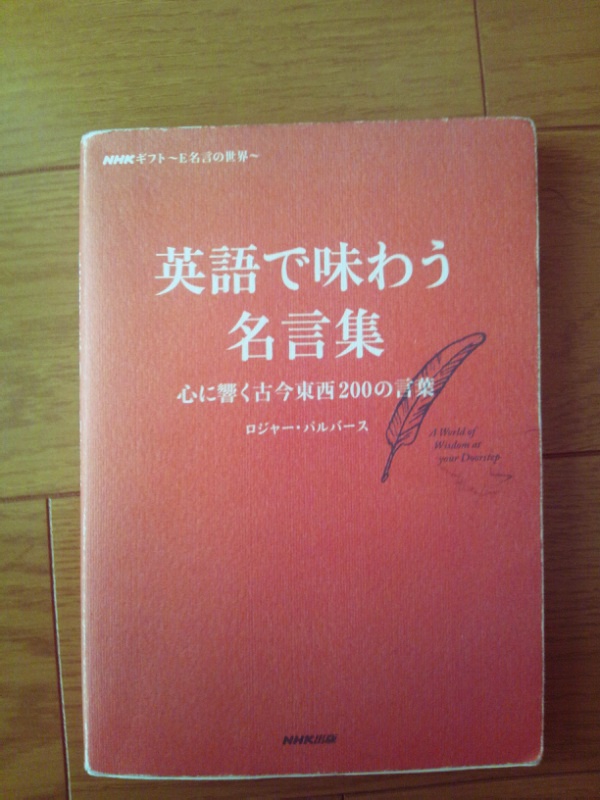 NHKギフト〜E名言の世界〜
英語で味わう
名言集
心に響く古今東西200の言葉
ロジャー・パルバース
A World of
Wisdom at
your Doorstep
NHK出版